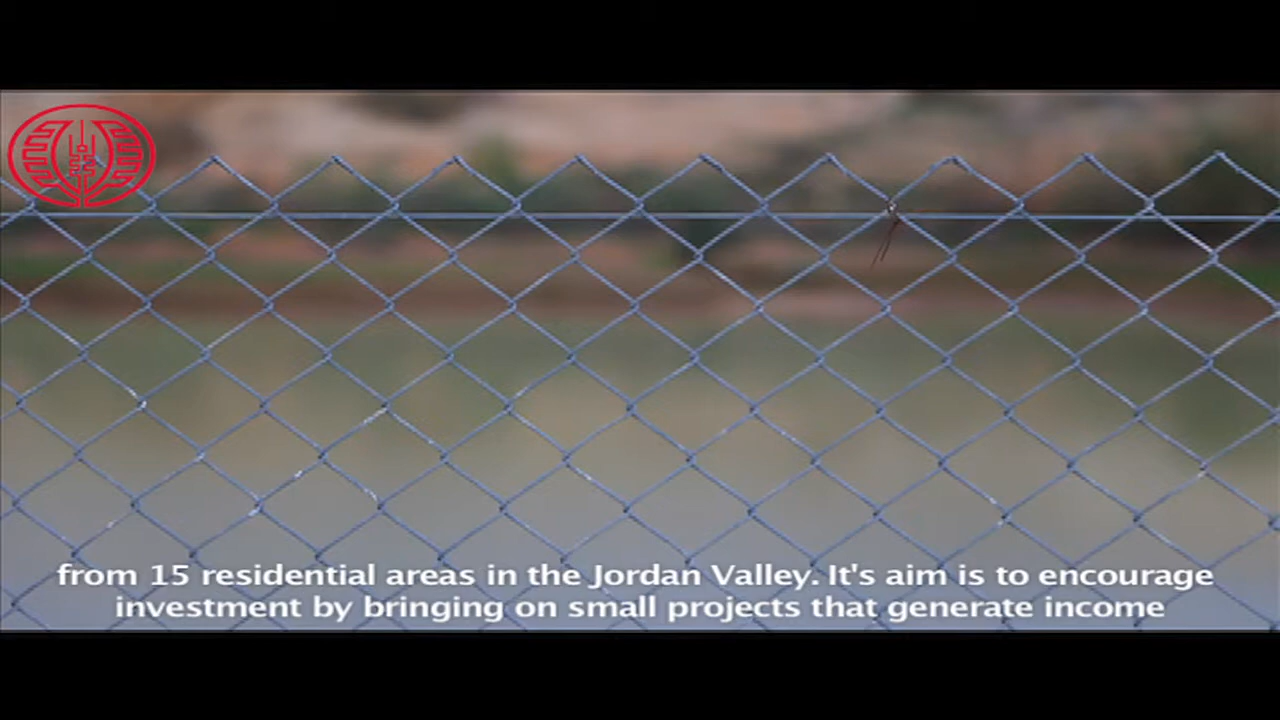 from 15 residential areas in the Jordan Valley. It's aim is to encourage
investment by bringing on small projects that generate income